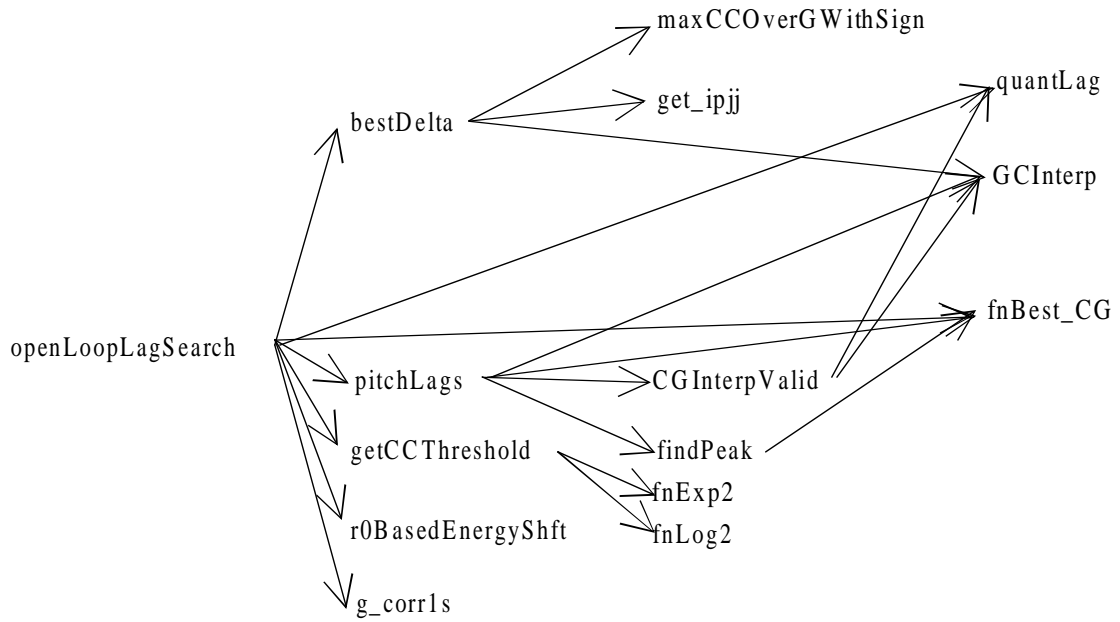 maxCCOverGWithSign
quantLag
get_ipjj
bestDelta
GCInterp
fnBest_CG
openLoopLagSearch
pitchLags
CGInterpValid
getCCThreshold
findPeak
fnExp2
r0BasedEnergyShft
fnLog2
g_corr1s